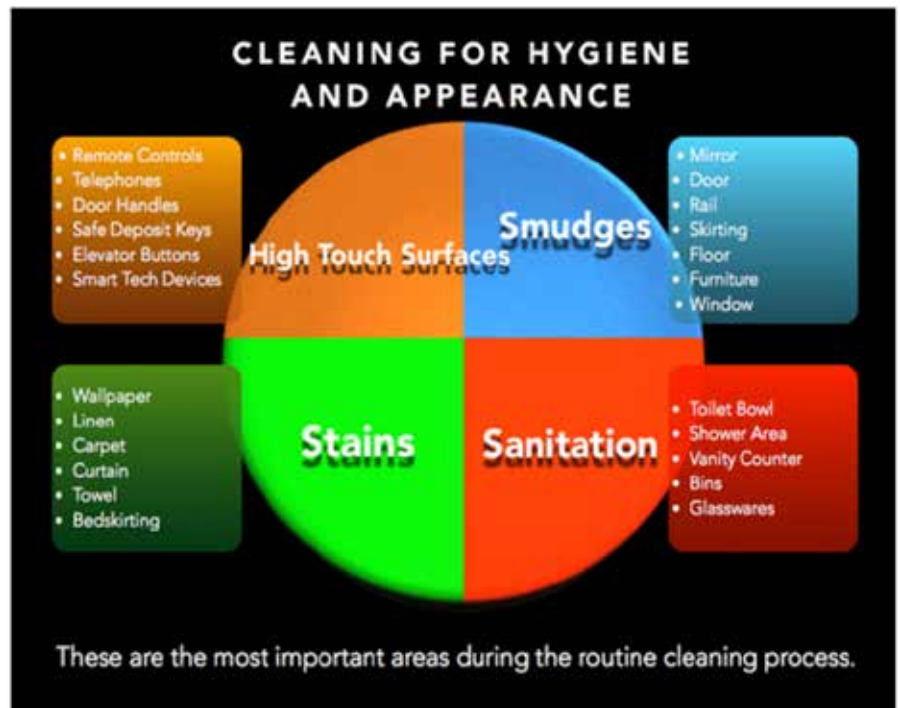 CLEANING FOR HYGIENE
AND APPEARANCE
• Remote Controls
• Telephones
• Door Handles
• Safe Deposit Keys
• Elevator Buttons
• Smart Tech Devices
High Touch Surfaces
Smudges
• Mirror
• Door
• Rail
• Skirting
• Floor
• Furniture
• Window
• Wallpaper
• Linen
• Carpet
• Curtain
• Towel
• Bedskirting
Stains
Sanitation
• Toilet Bowl
• Shower Area
• Vanity Counter
• Bins
• Glasswares
These are the most important areas during the routine cleaning process.